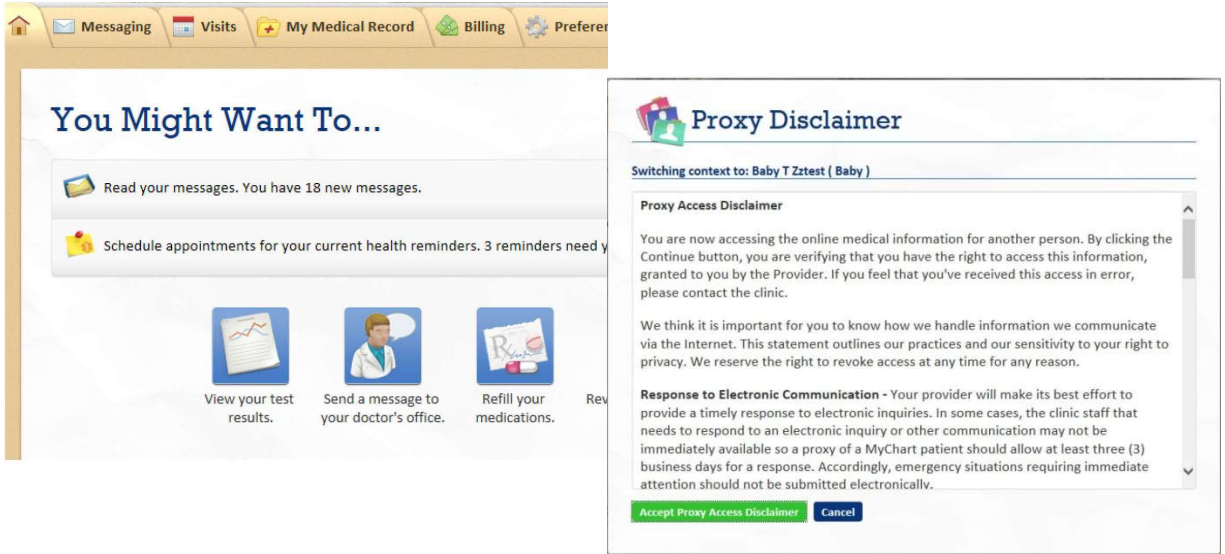 Messaging Visits My Medical Record Billing
You Might Want To...
Read your messages. You have 18 new messages.
Schedule appointments for your current health reminders. 3 reminders need
View your test
results.
Send a message to
your doctor's office.
Refill your
medications.
Proxy Disclaimer
Switching context to: Baby T Zztest ( Baby )
Proxy Access Disclaimer
You are now accessing the online medical information for another person. By clicking the
Continue button, you are verifying that you have the right to access this information,
granted to you by the Provider. If you feel that you've received this access in error,
please contact the clinic.
We think it is important for you to know how we handle information we communicate
via the Internet. This statement outlines our practices and our sensitivity to your right to
privacy. We reserve the right to revoke access at any time for any reason.
Response to Electronic Communication - Your provider will make its best effort to
provide a timely response to electronic inquiries. In some cases, the clinic staff that
needs to respond to an electronic inquiry or other communication may not be
immediately available so a proxy of a MyChart patient should allow at least three (3)
business days for a response. Accordingly, emergency situations requiring immediate
attention should not be submitted electronically.
Accept Proxy Access Disclaimer Cancel